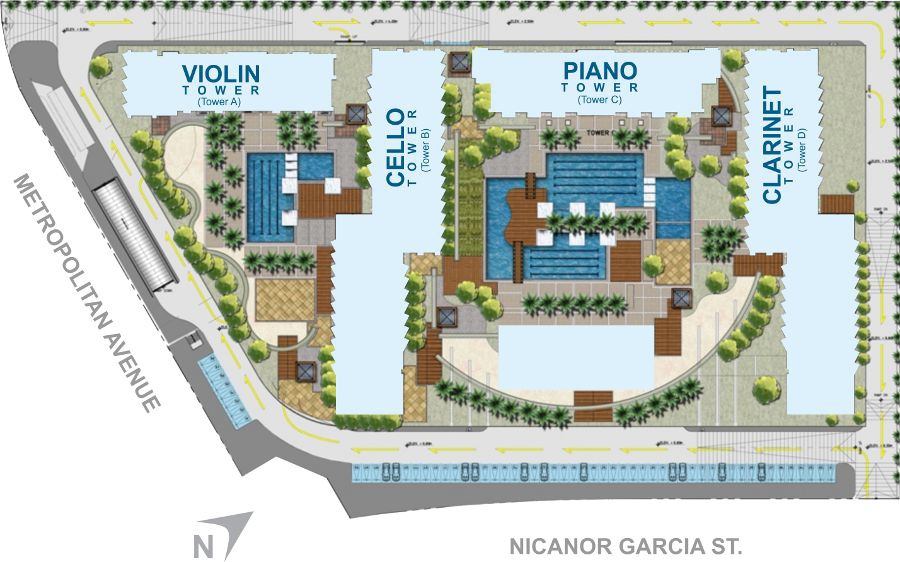 VIOLIN
TOWER
(Tower A)
CELLO
TOWER
(Tower B)
PIANO
TOWER
(Tower C)
CLARINET
TOWER
(Tower D)
TOWER C
METROPOLITAN AVENUE
N
NICANOR GARCIA ST.